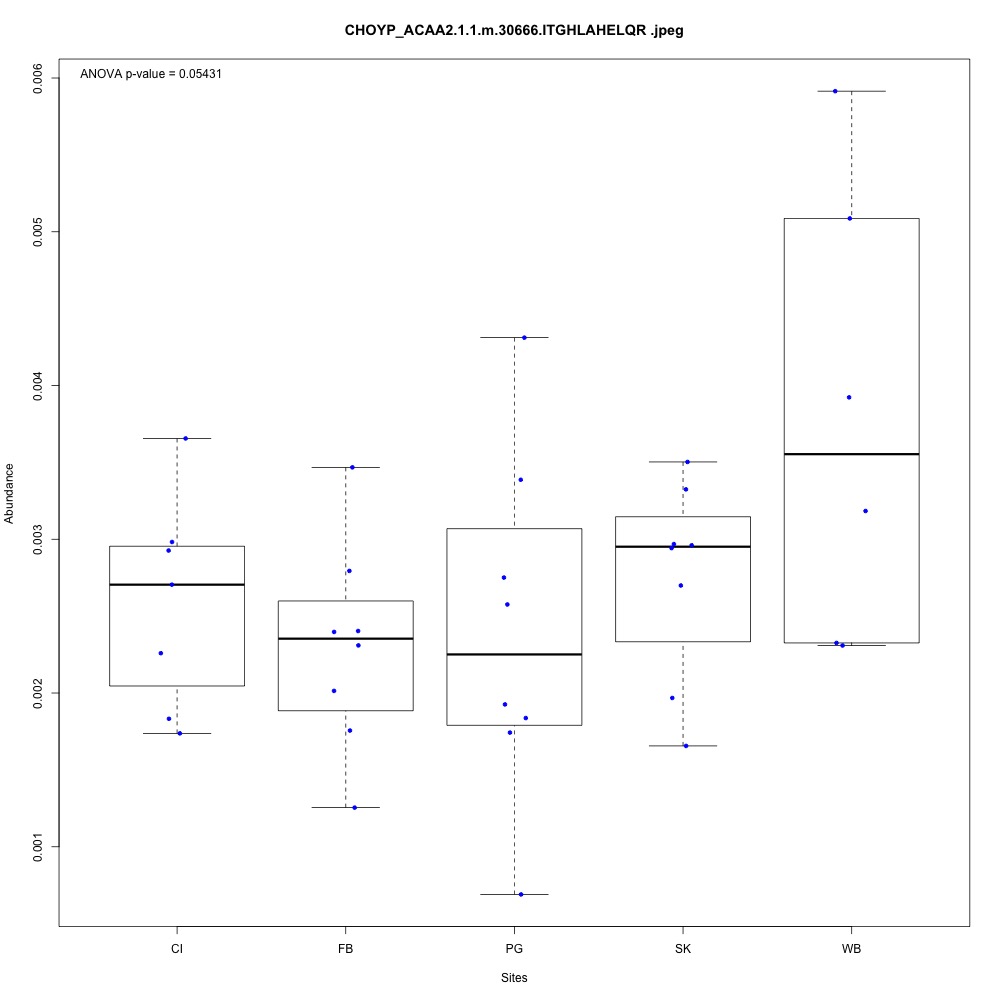 CHOYP_ACAA2.1.1.m.30666.ITGHLAHELQR .jpeg
ANOVA p-value = 0.05431
0.006
0.005
0.004
0.003
0.002
0.001
Abundance
CI FB PG SK WB
Sites